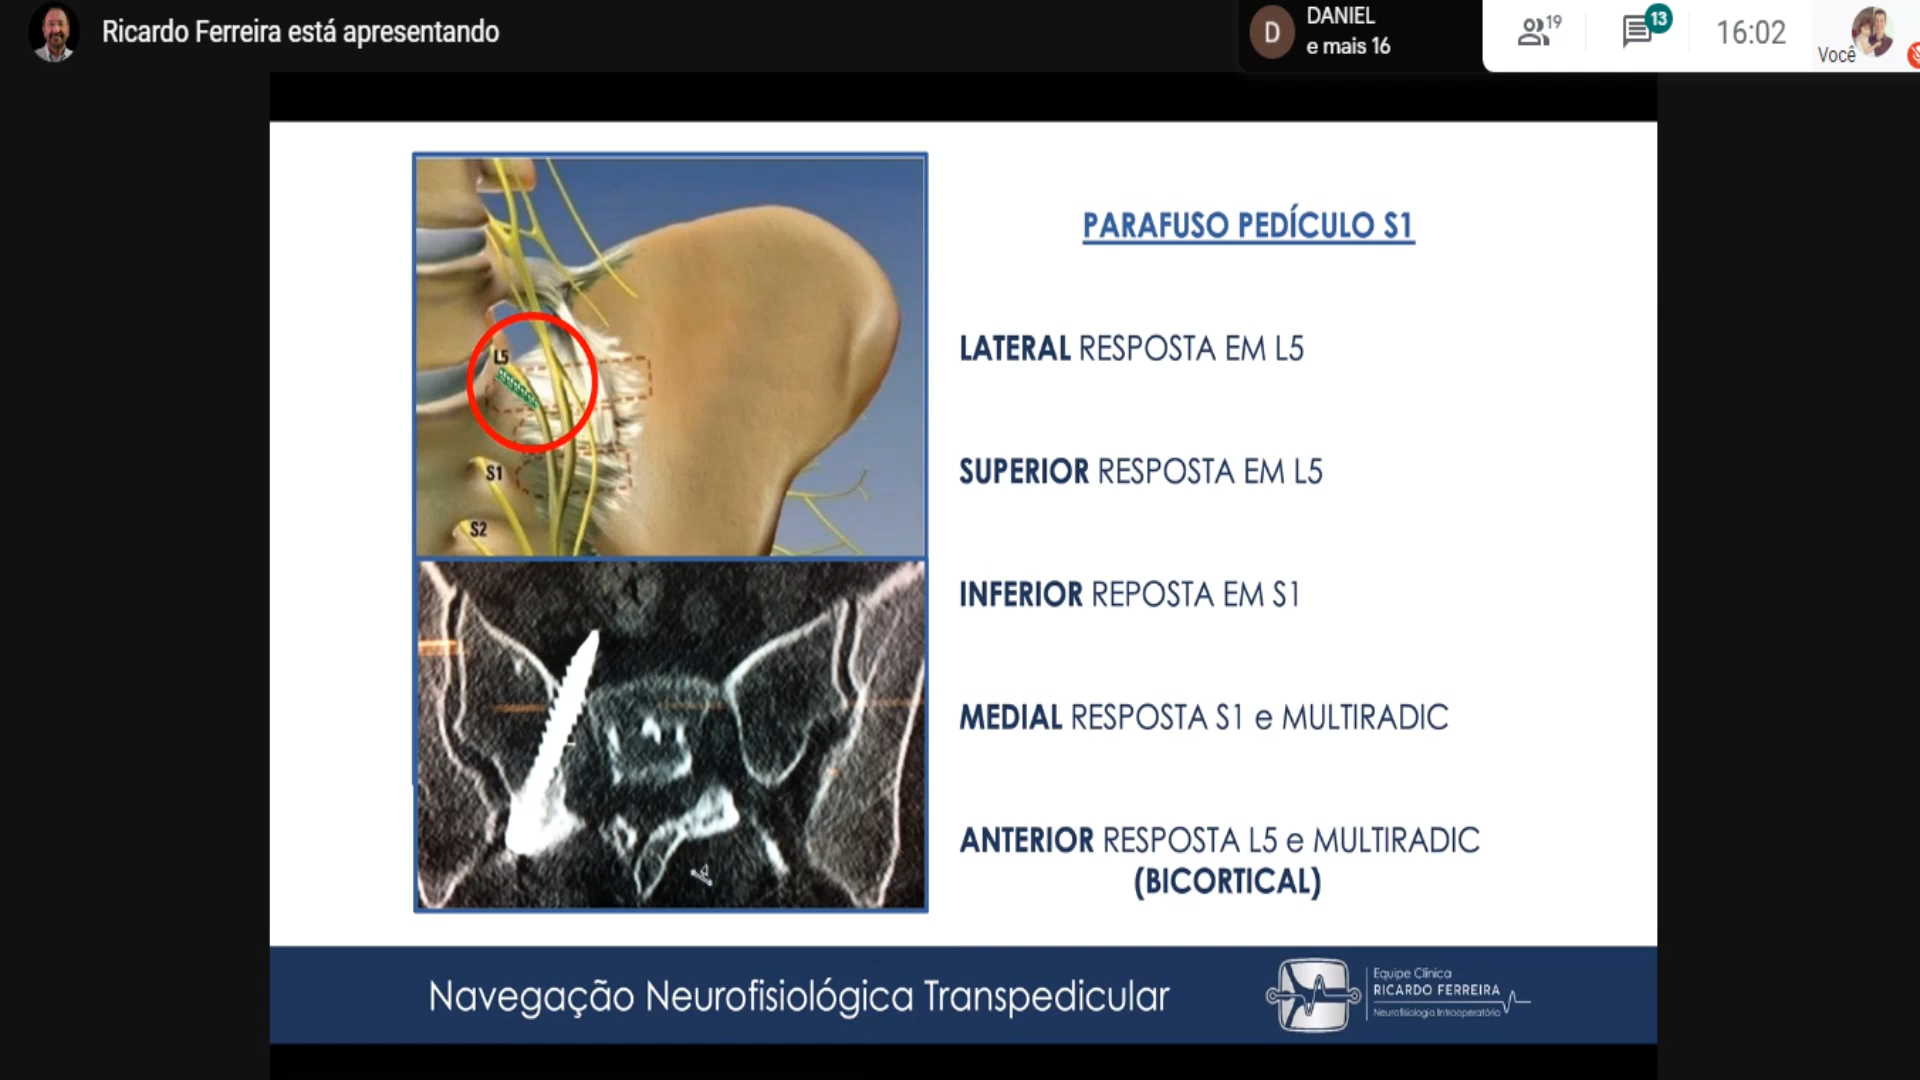 Ricardo Ferreira está apresentando
D
DANIEL
e mais 16
19
13
16:02
Você
L5
S1
S2
PARAFUSO PEDÍCULO S1
LATERAL RESPOSTA EM L5
SUPERIOR RESPOSTA EM L5
INFERIOR REPOSTA EM S1
MEDIAL RESPOSTA S1 e MULTIRADIC
ANTERIOR RESPOSTA L5 e MULTIRADIC
(BICORTICAL)
Navegação Neurofisiológica Transpedicular
Equipe Clínica
RICARDO FERREIRA
Neurofisiologia Intraoperatória